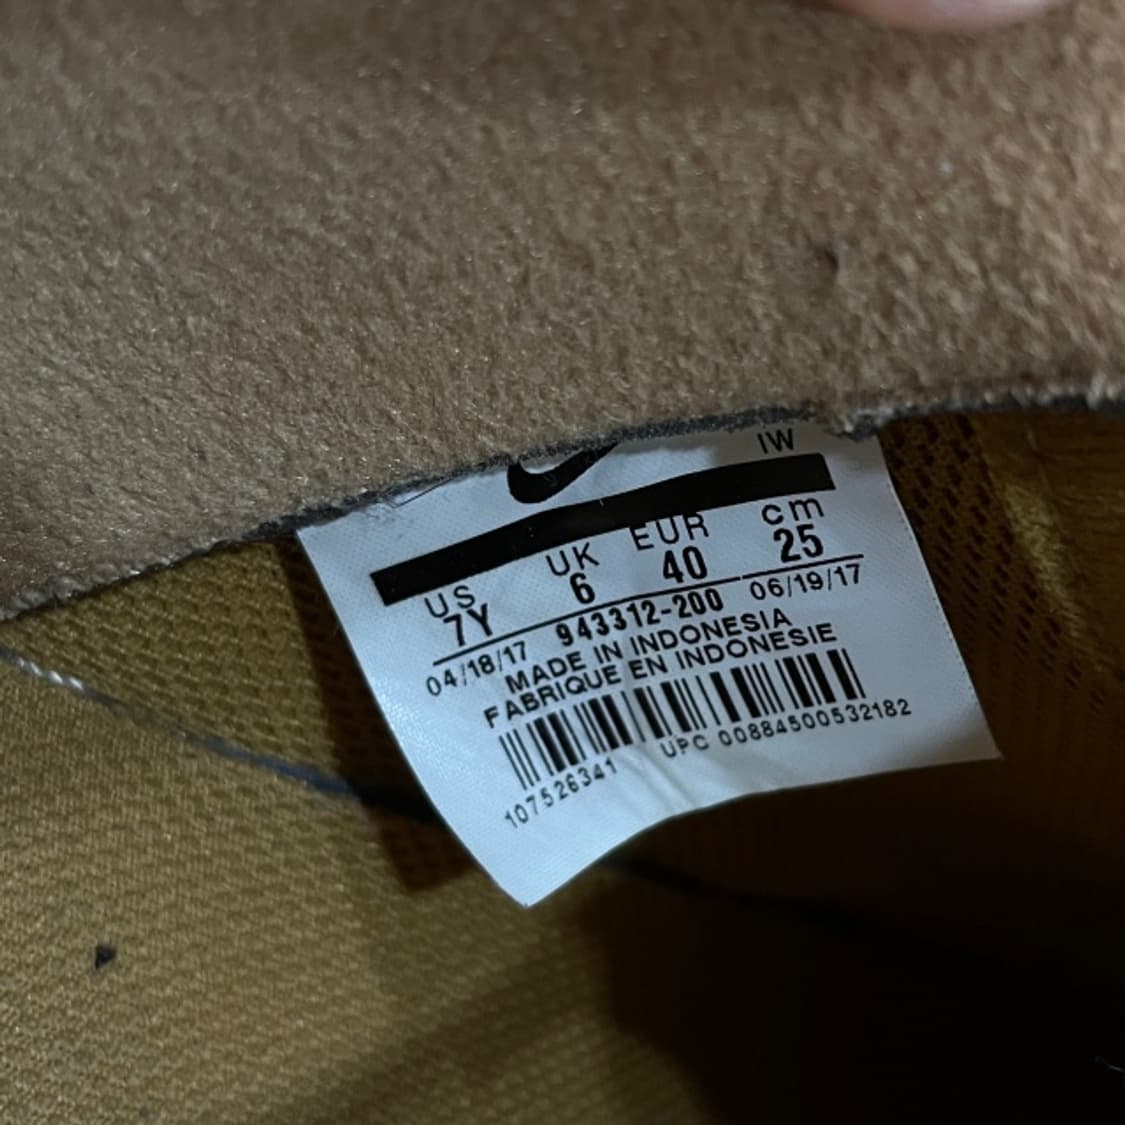 IW
US UK EUR cm
7Y 6 40 25
04/18/17 943312-200 06/19/17
MADE IN INDONESIA
FABRIQUE EN INDONESIE
107526341 UPC 00884500532182